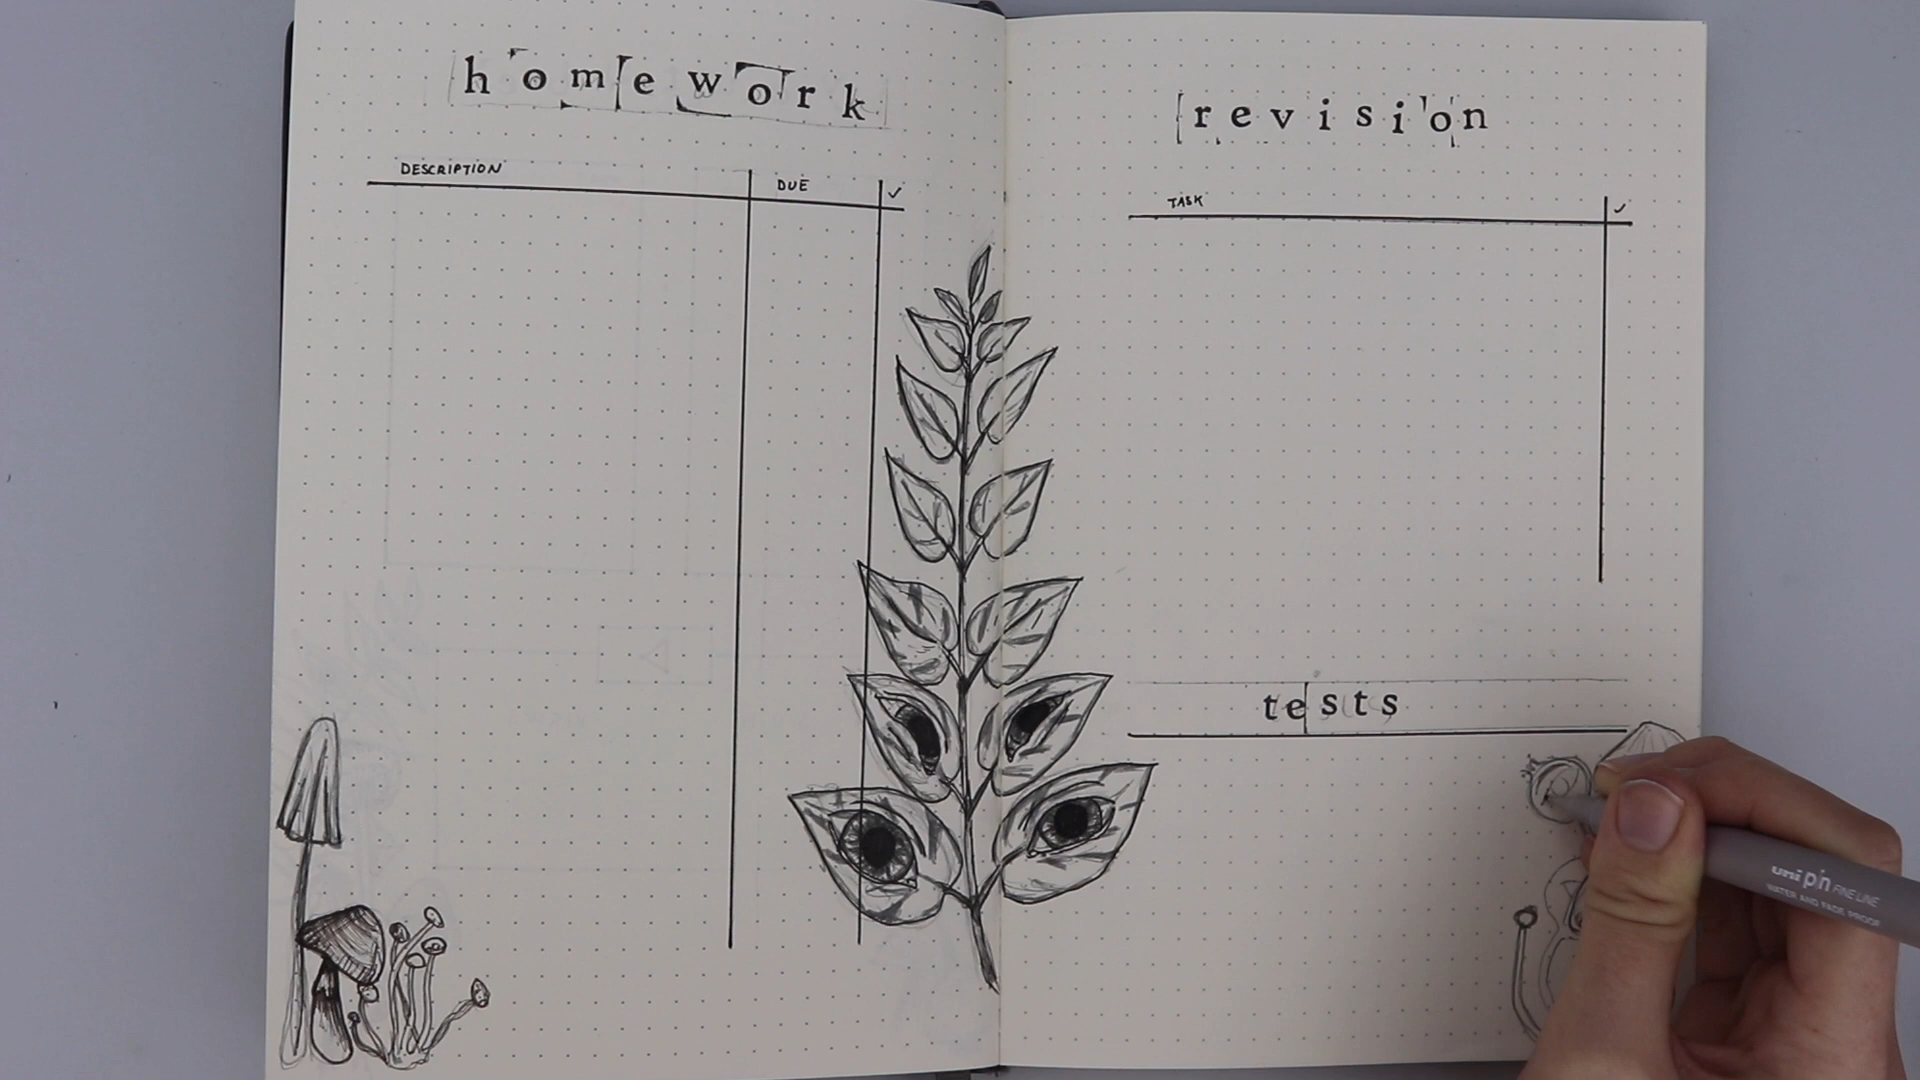 homework
DESCRIPTION DUE ✓
revision
TASK ✓
tests
uni pin FINE LINE
WATER AND FADE PROOF